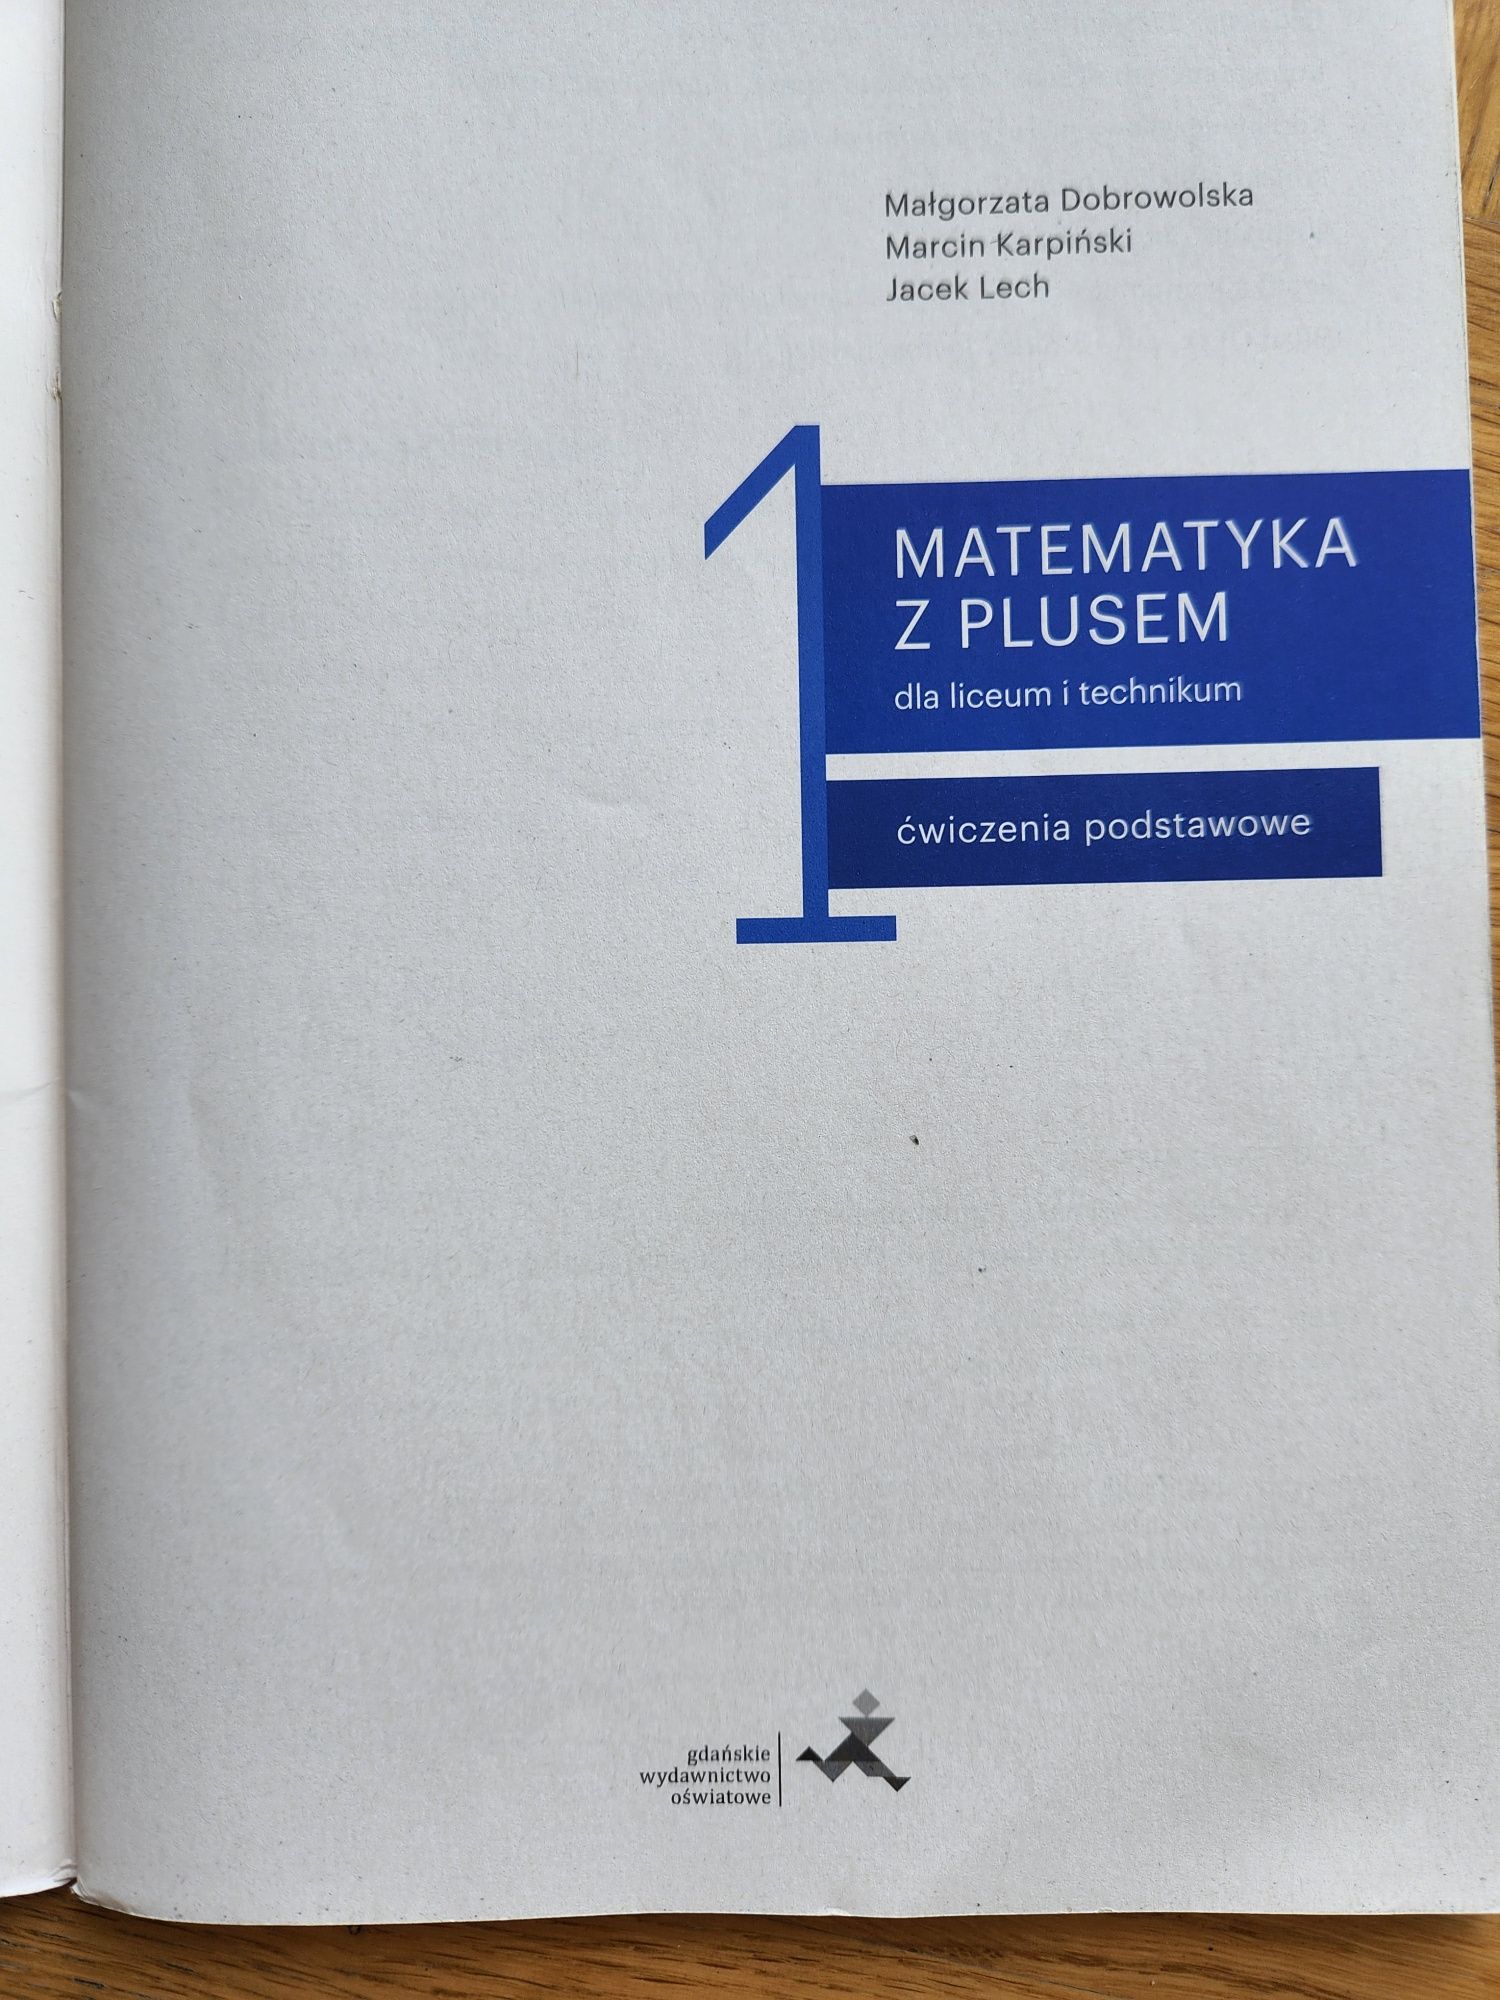 Małgorzata Dobrowolska
Marcin Karpiński
Jacek Lech
1
MATEMATYKA
Z PLUSEM
dla liceum i technikum
ćwiczenia podstawowe
gdańskie
wydawnictwo
oświatowe